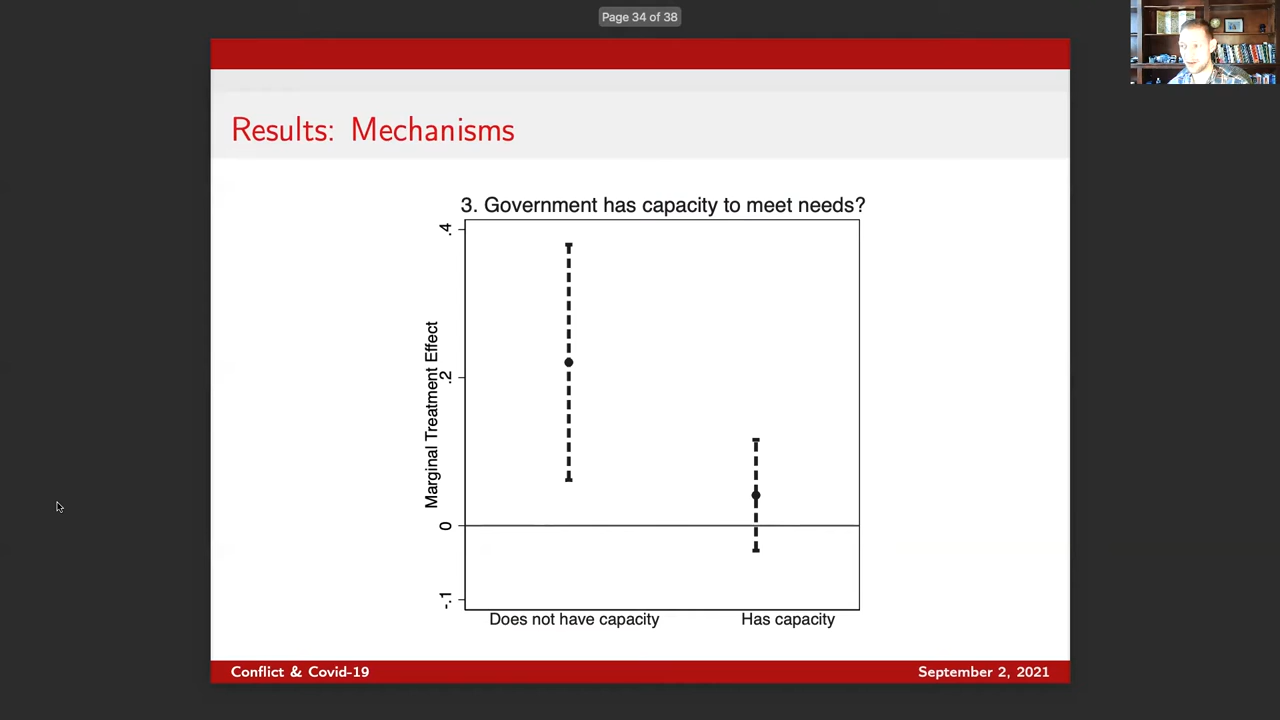 Page 34 of 38
Results: Mechanisms
3. Government has capacity to meet needs?
.4
.2
0
-.1
Marginal Treatment Effect
Does not have capacity
Has capacity
Conflict & Covid-19
September 2, 2021